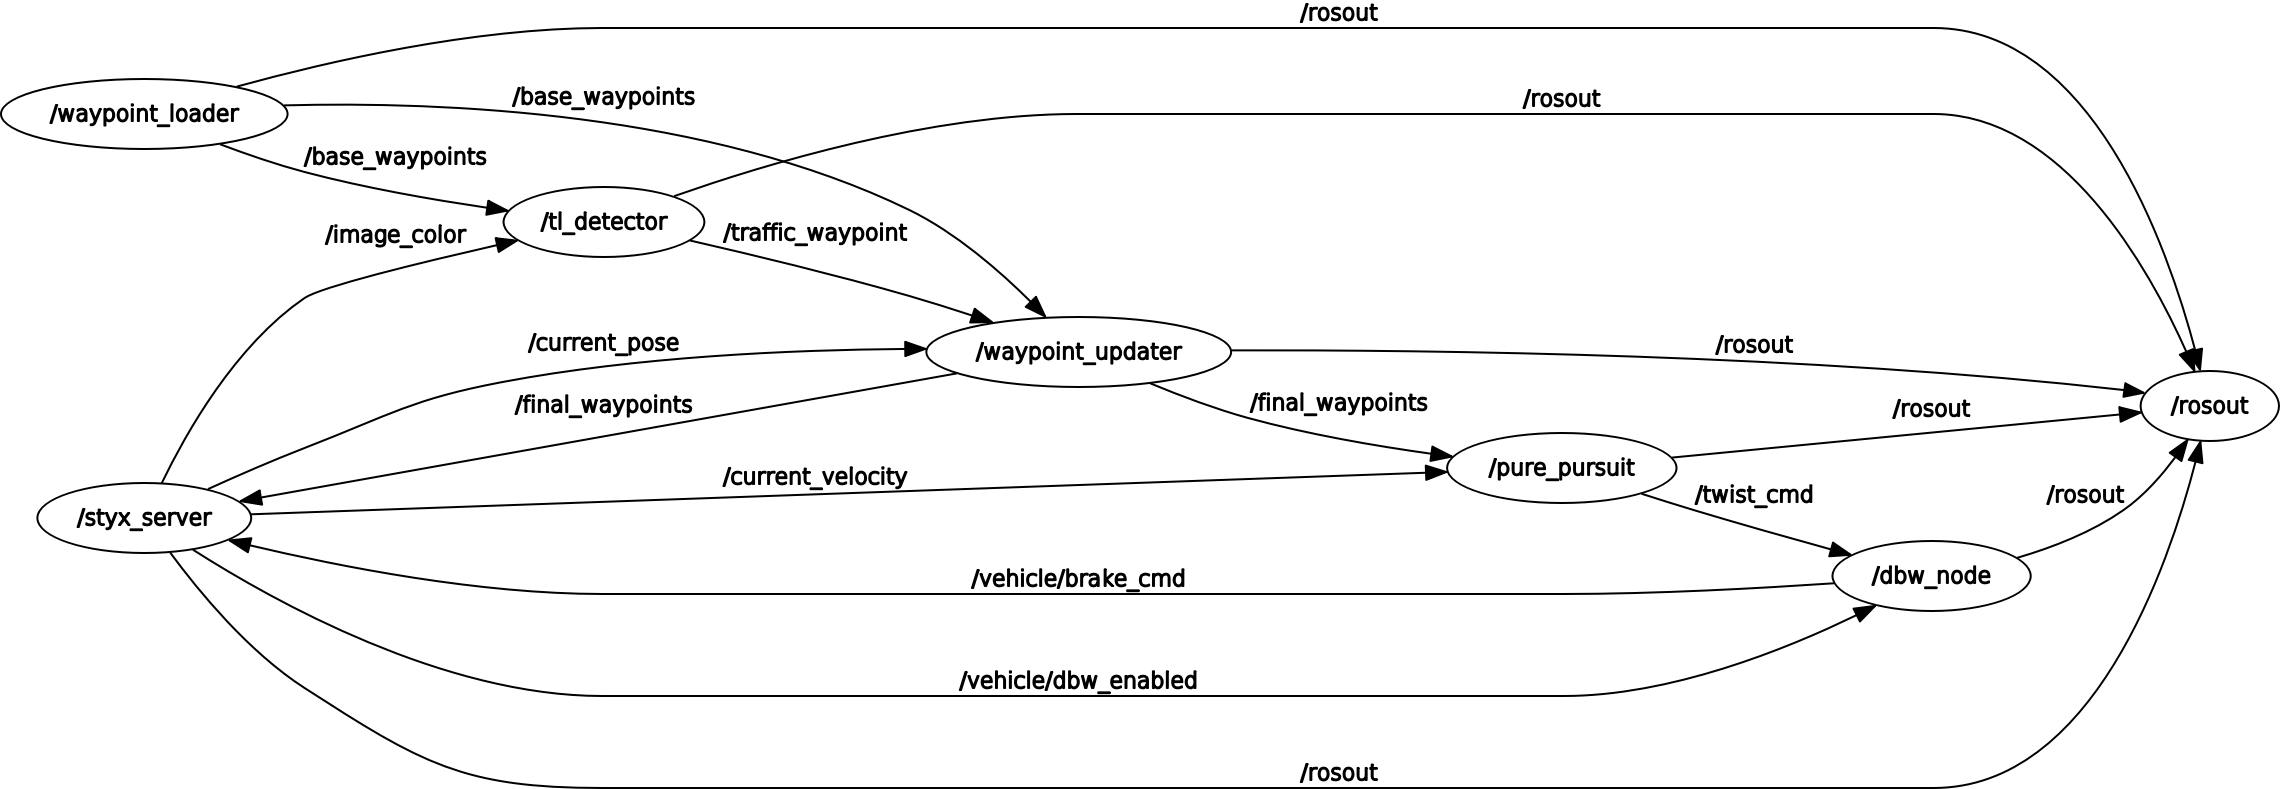 /rosout
/base_waypoints
/rosout
/waypoint_loader
/base_waypoints
/tl_detector
/image_color
/traffic_waypoint
/current_pose
/waypoint_updater
/rosout
/final_waypoints
/final_waypoints
/rosout
/rosout
/current_velocity
/pure_pursuit
/twist_cmd
/rosout
/styx_server
/vehicle/brake_cmd
/dbw_node
/vehicle/dbw_enabled
/rosout